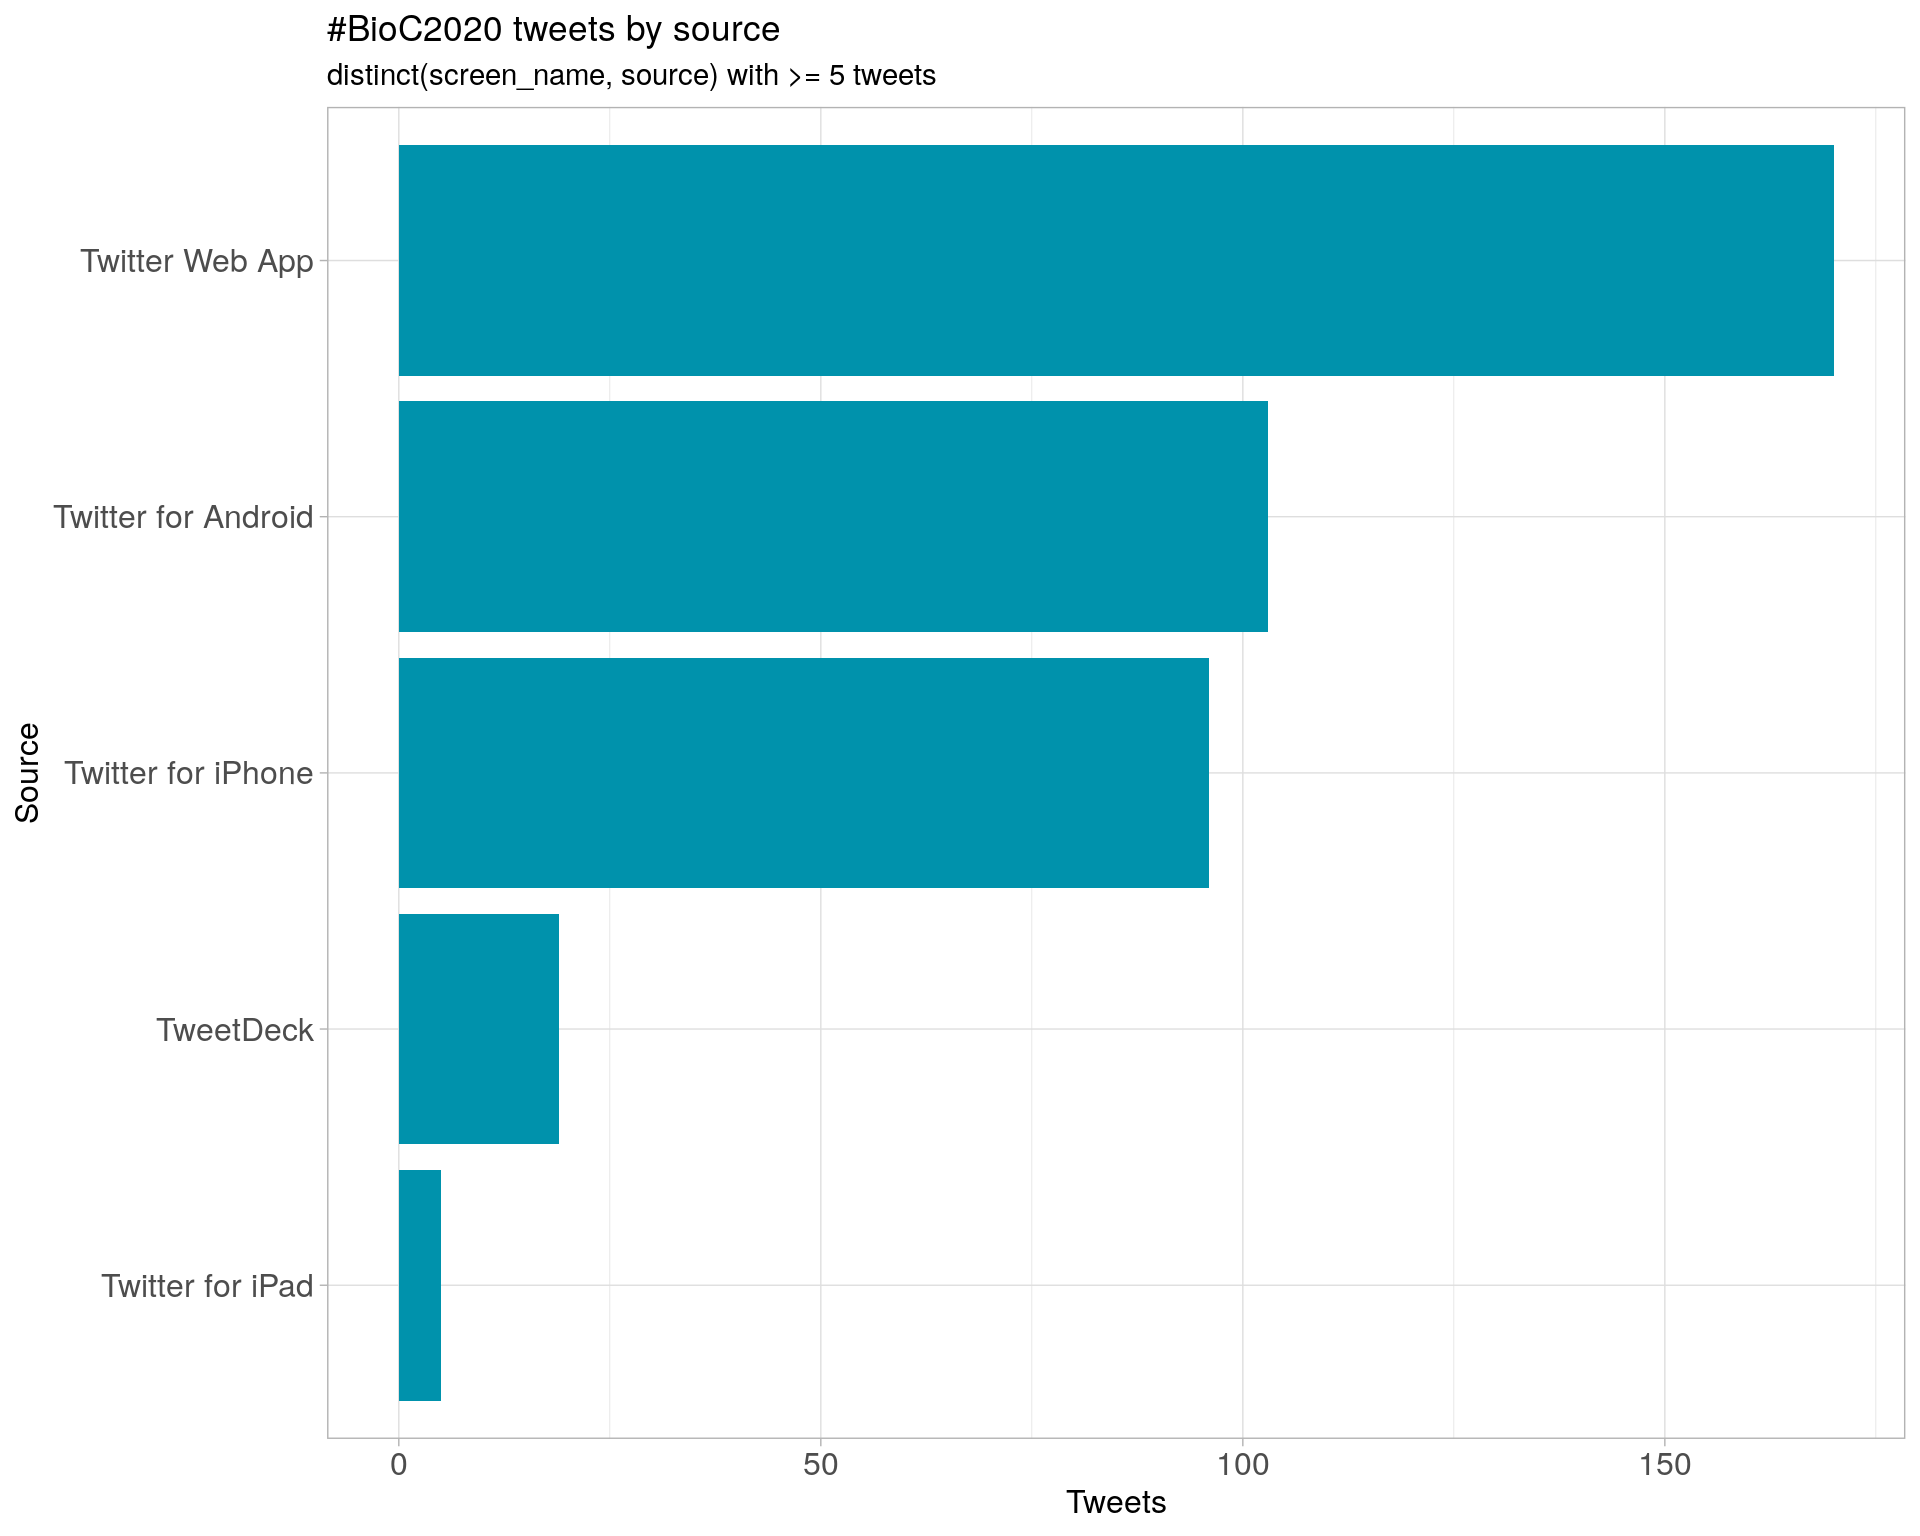 #BioC2020 tweets by source
distinct(screen_name, source) with >= 5 tweets
Source
Twitter Web App
Twitter for Android
Twitter for iPhone
TweetDeck
Twitter for iPad
0 50 100 150
Tweets